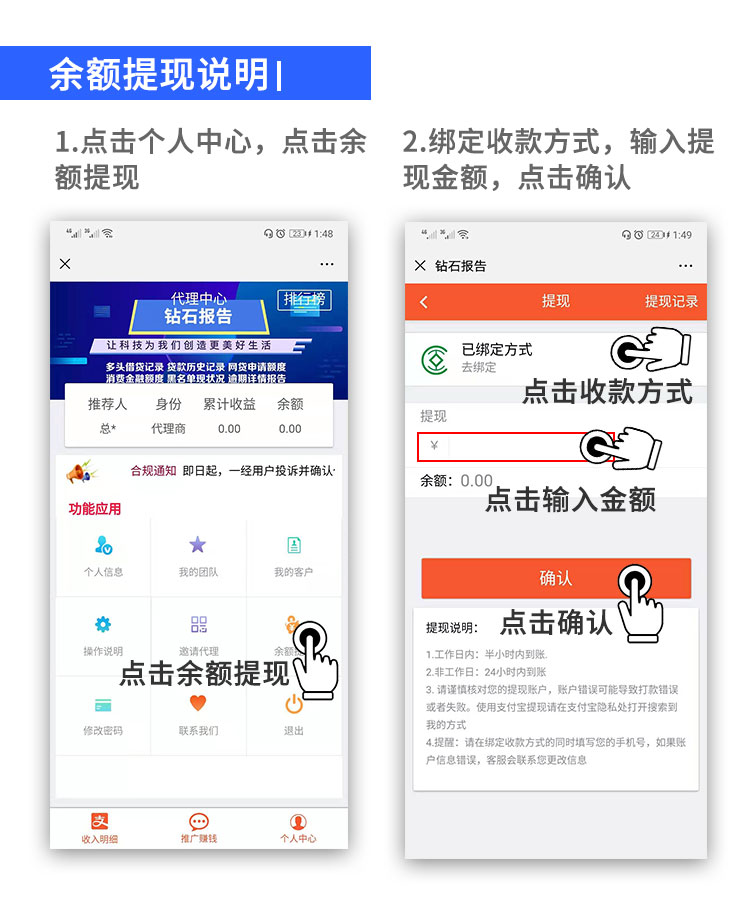 余额提现说明
1.点击个人中心，点击余
额提现
2.绑定收款方式，输入提
现金额，点击确认
1:48
代理中心
排行榜
钻石报告
让科技为我们创造更美好生活
多头借贷记录 贷款历史记录 网贷申请额度
消费金融额度 黑名单现状况 逾期详情报告
推荐人 身份 累计收益 余额
总* 代理商 0.00 0.00
合规通知 即日起，一经用户投诉并确认
功能应用
个人信息 我的团队 我的客户
操作说明 邀请代理 余额
点击余额提现
修改密码 联系我们 退出
收入明细 推广赚钱 个人中心
1:49
钻石报告
提现 提现记录
已绑定方式
去绑定
点击收款方式
提现
¥
余额：0.00
点击输入金额
确认
点击确认
提现说明：
1.工作日内：半小时内到账.
2.非工作日：24小时内到账
3. 请谨慎核对您的提现账户，账户错误可能导致打款错误
或者失败。使用支付宝提现请在支付宝隐私处打开搜索到
我的方式
4.提醒：请在绑定收款方式的同时填写您的手机号，如果账
户信息错误，客服会联系您更改信息